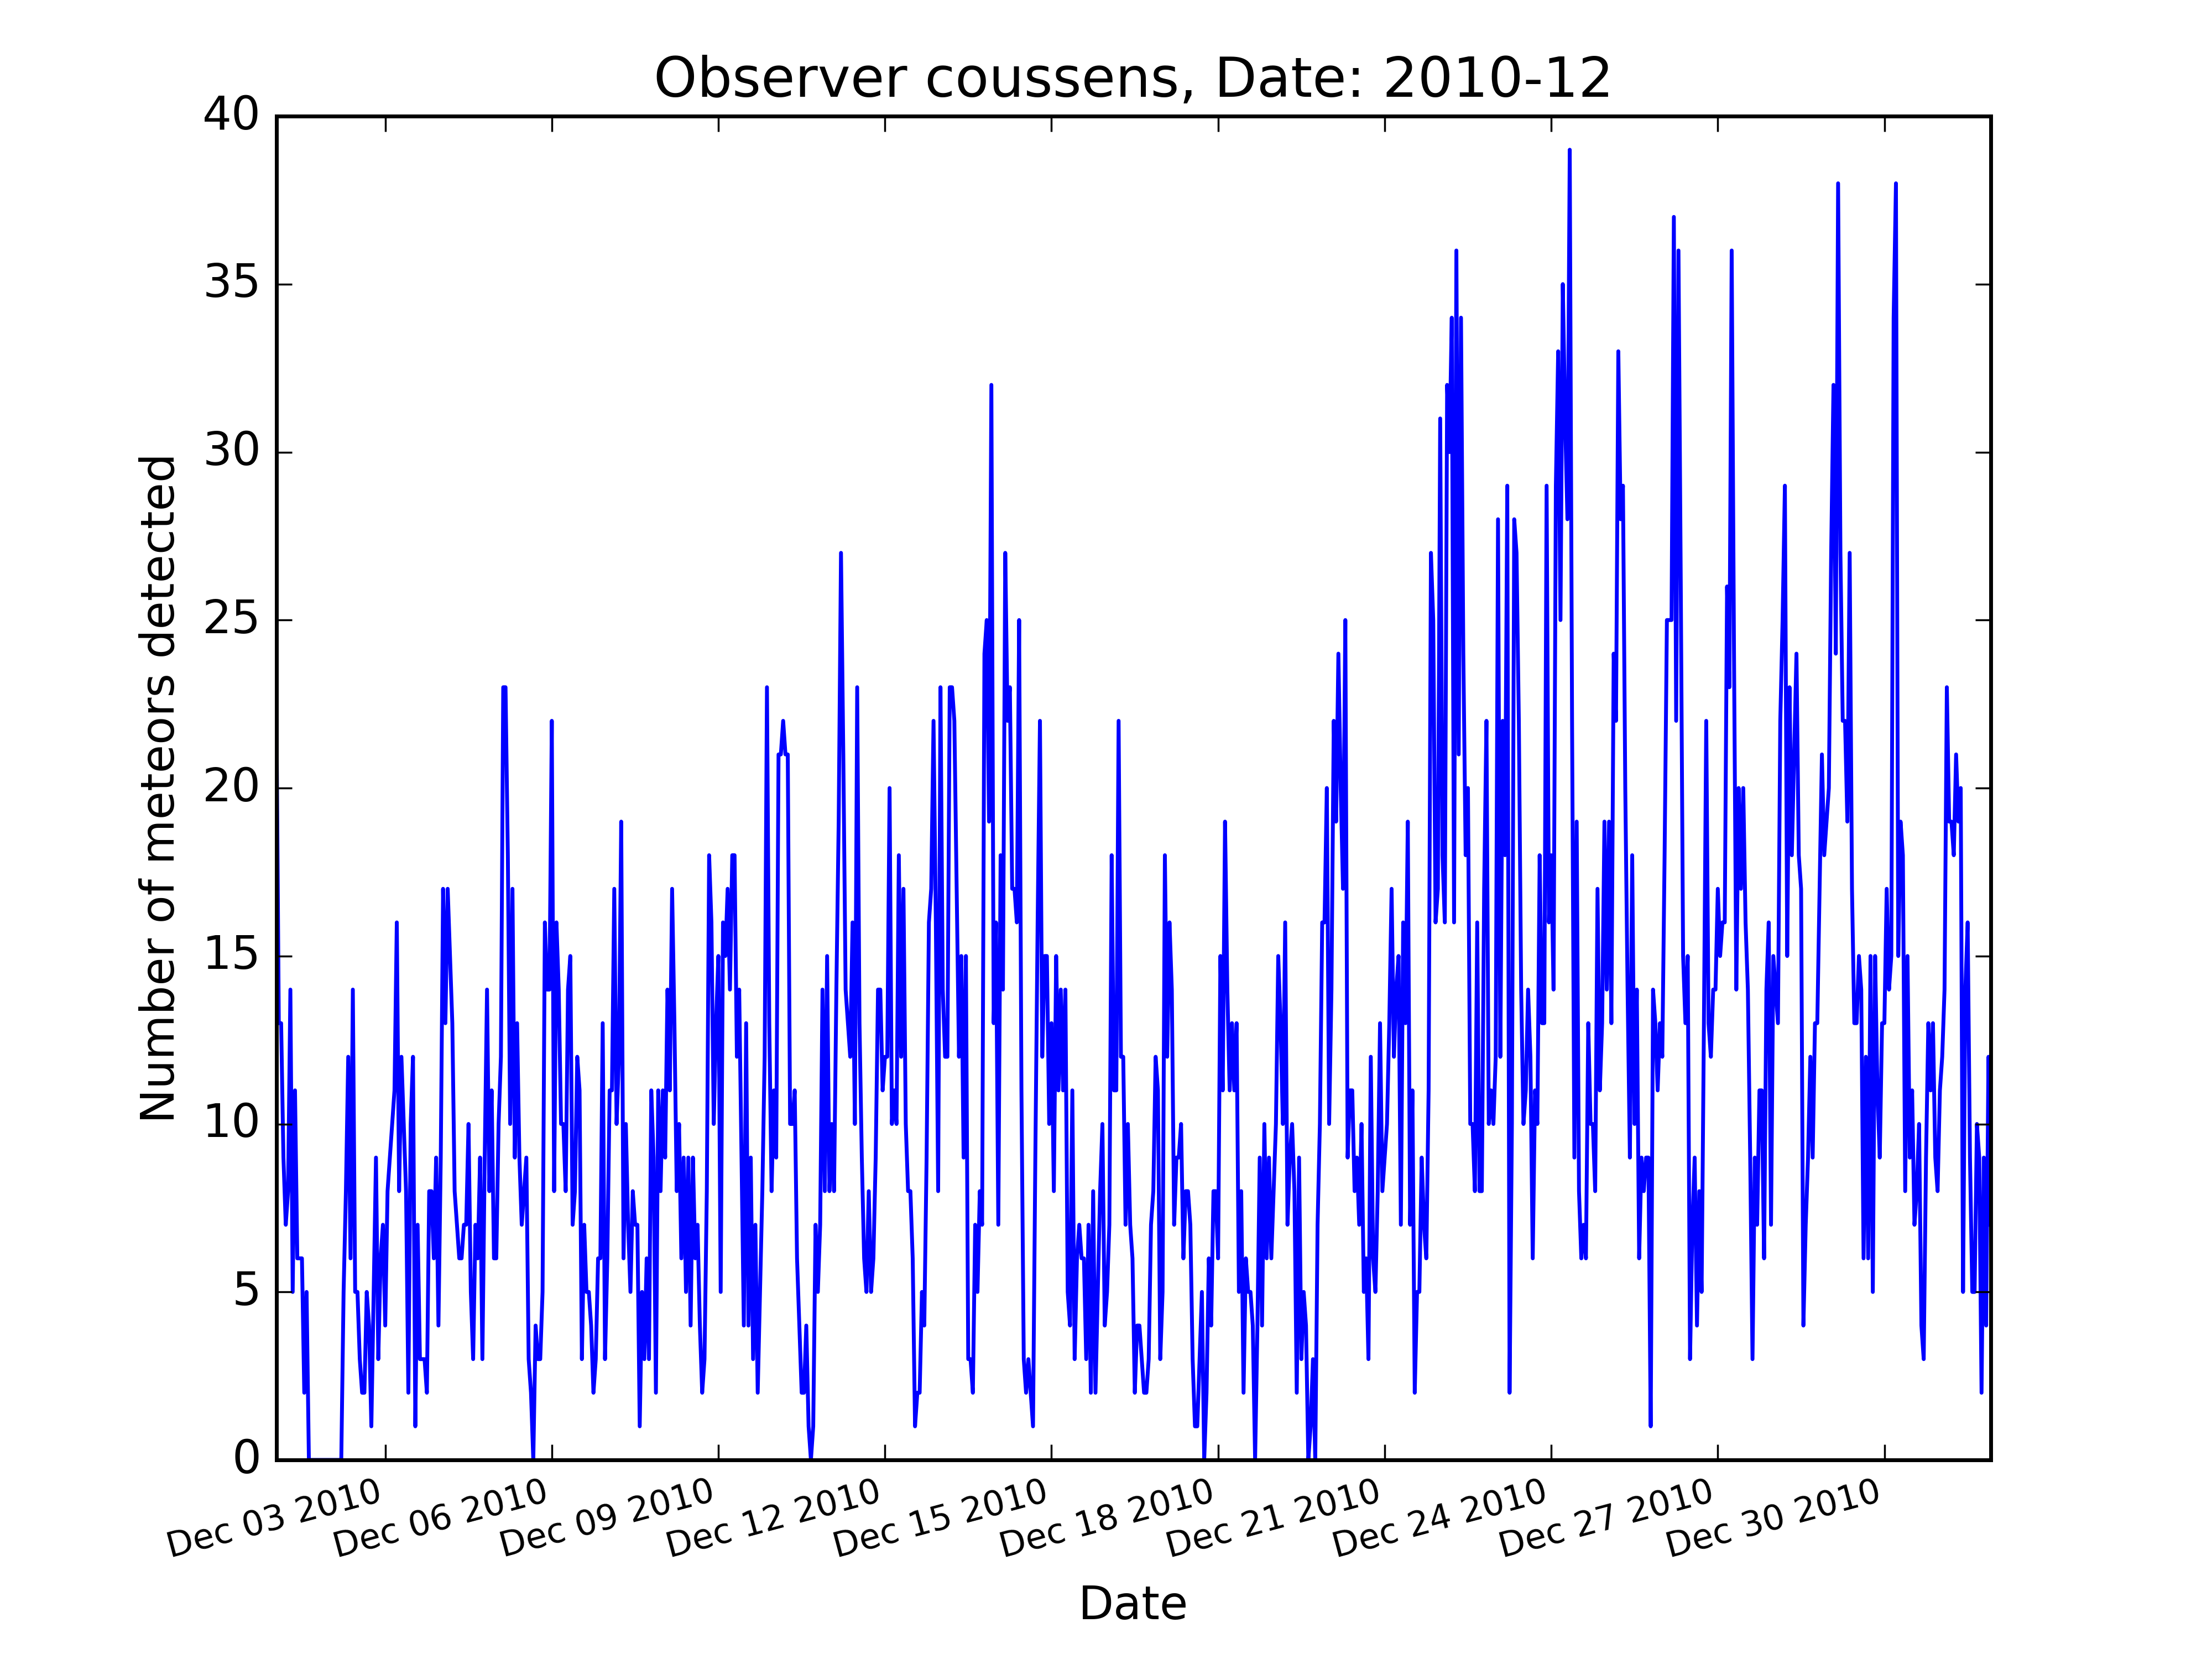 Observer coussens, Date: 2010-12
40
35
30
25
20
15
10
5
0
Number of meteors detected
Dec 03 2010
Dec 06 2010
Dec 09 2010
Dec 12 2010
Dec 15 2010
Dec 18 2010
Dec 21 2010
Dec 24 2010
Dec 27 2010
Dec 30 2010
Date